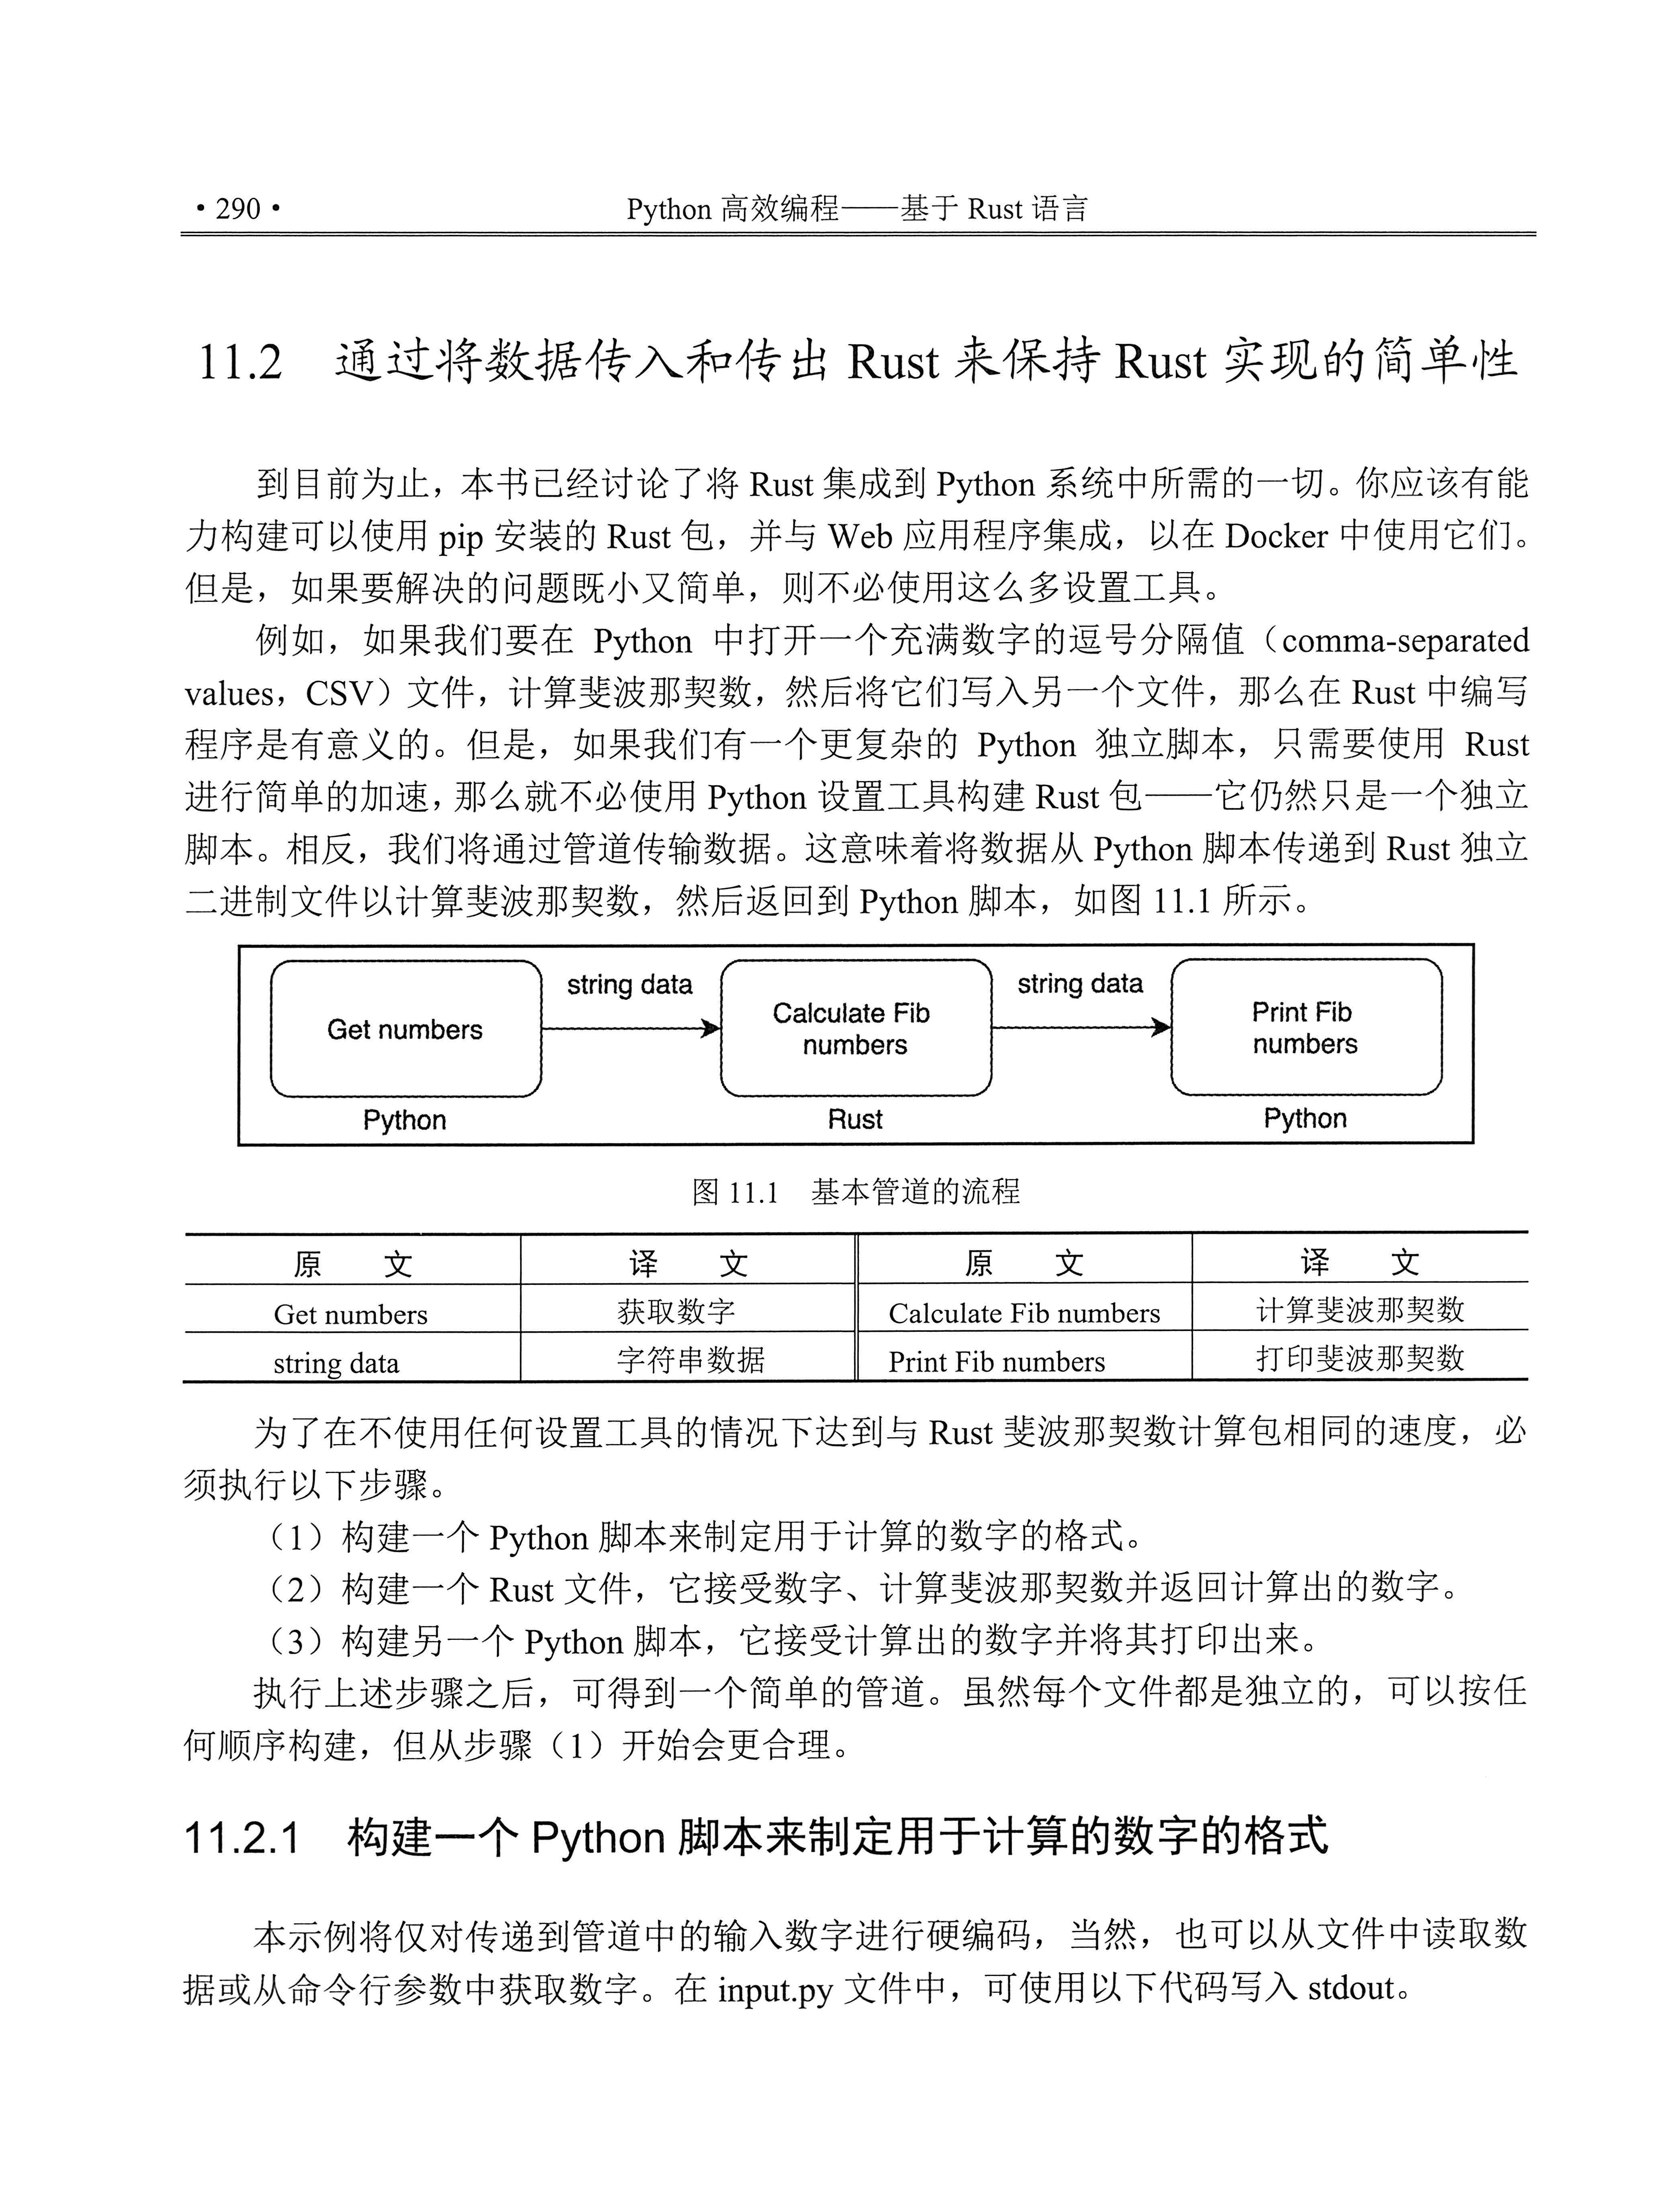 ·290·
Python 高效编程——基于 Rust 语言
11.2 通过将数据传入和传出 Rust 来保持 Rust 实现的简单性
到目前为止，本书已经讨论了将 Rust 集成到 Python 系统中所需的一切。你应该有能
力构建可以使用 pip 安装的 Rust 包，并与 Web 应用程序集成，以在 Docker 中使用它们。
但是，如果要解决的问题既小又简单，则不必使用这么多设置工具。
例如，如果我们要在 Python 中打开一个充满数字的逗号分隔值（comma-separated
values，CSV）文件，计算斐波那契数，然后将它们写入另一个文件，那么在 Rust 中编写
程序是有意义的。但是，如果我们有一个更复杂的 Python 独立脚本，只需要使用 Rust
进行简单的加速，那么就不必使用 Python 设置工具构建 Rust 包——它仍然只是一个独立
脚本。相反，我们将通过管道传输数据。这意味着将数据从 Python 脚本传递到 Rust 独立
二进制文件以计算斐波那契数，然后返回到 Python 脚本，如图 11.1 所示。
Get numbers
Python
string data
Calculate Fib
numbers
Rust
string data
Print Fib
numbers
Python
图 11.1 基本管道的流程
原 文 译 文 原 文 译 文
Get numbers 获取数字 Calculate Fib numbers 计算斐波那契数
string data 字符串数据 Print Fib numbers 打印斐波那契数
为了在不使用任何设置工具的情况下达到与 Rust 斐波那契数计算包相同的速度，必
须执行以下步骤。
（1）构建一个 Python 脚本来制定用于计算的数字的格式。
（2）构建一个 Rust 文件，它接受数字、计算斐波那契数并返回计算出的数字。
（3）构建另一个 Python 脚本，它接受计算出的数字并将其打印出来。
执行上述步骤之后，可得到一个简单的管道。虽然每个文件都是独立的，可以按任
何顺序构建，但从步骤（1）开始会更合理。
11.2.1 构建一个 Python 脚本来制定用于计算的数字的格式
本示例将仅对传递到管道中的输入数字进行硬编码，当然，也可以从文件中读取数
据或从命令行参数中获取数字。在 input.py 文件中，可使用以下代码写入 stdout。